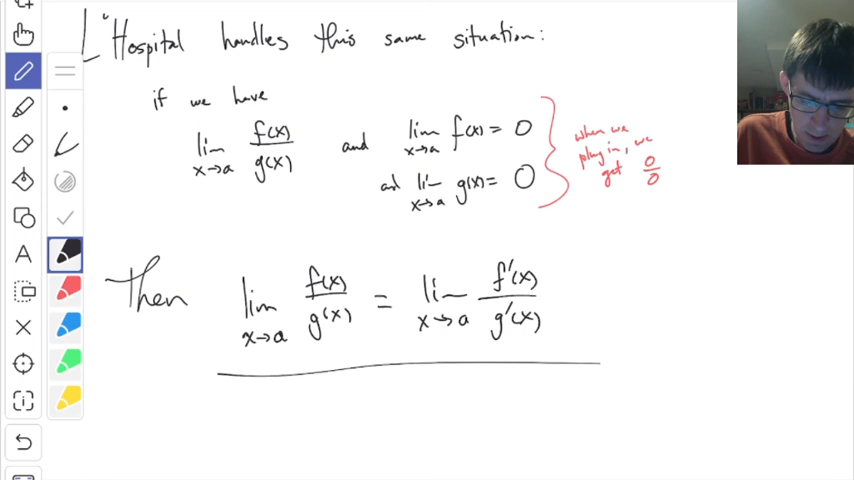 L'Hospital handles this same situation:
if we have
lim x→a f(x)/g(x) and lim x→a f(x) = 0
and lim x→a g(x) = 0
when we
plug in, we
get 0/0
Then lim x→a f(x)/g(x) = lim x→a f'(x)/g'(x)